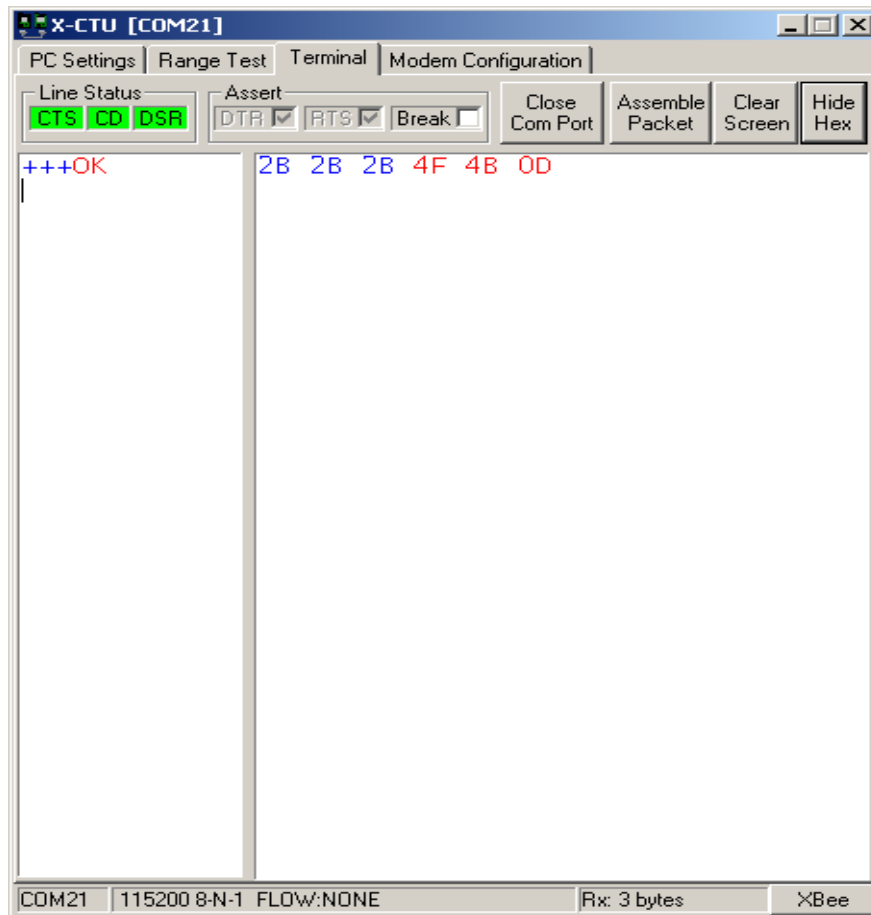 X-CTU [COM21]
PC Settings Range Test Terminal Modem Configuration
Line Status
CTS CD DSR
Assert
DTR RTS Break
Close
Com Port
Assemble
Packet
Clear
Screen
Hide
Hex
+++OK
2B 2B 2B 4F 4B 0D
COM21 115200 8-N-1 FLOW:NONE Rx: 3 bytes XBee